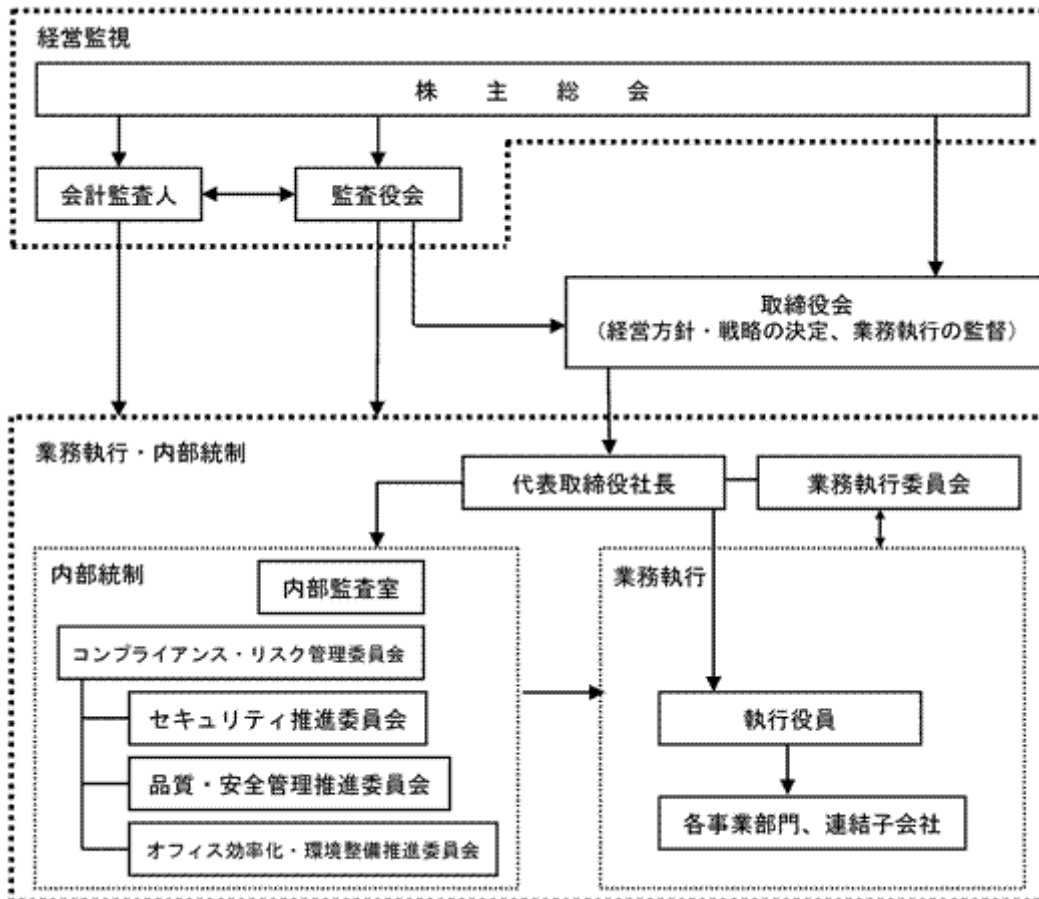 経営監視
株主総会
会計監査人
監査役会
取締役会
(経営方針・戦略の決定、業務執行の監督)
業務執行・内部統制
代表取締役社長
業務執行委員会
内部統制
内部監査室
業務執行
コンプライアンス・リスク管理委員会
セキュリティ推進委員会
執行役員
品質・安全管理推進委員会
各事業部門、連結子会社
オフィス効率化・環境整備推進委員会